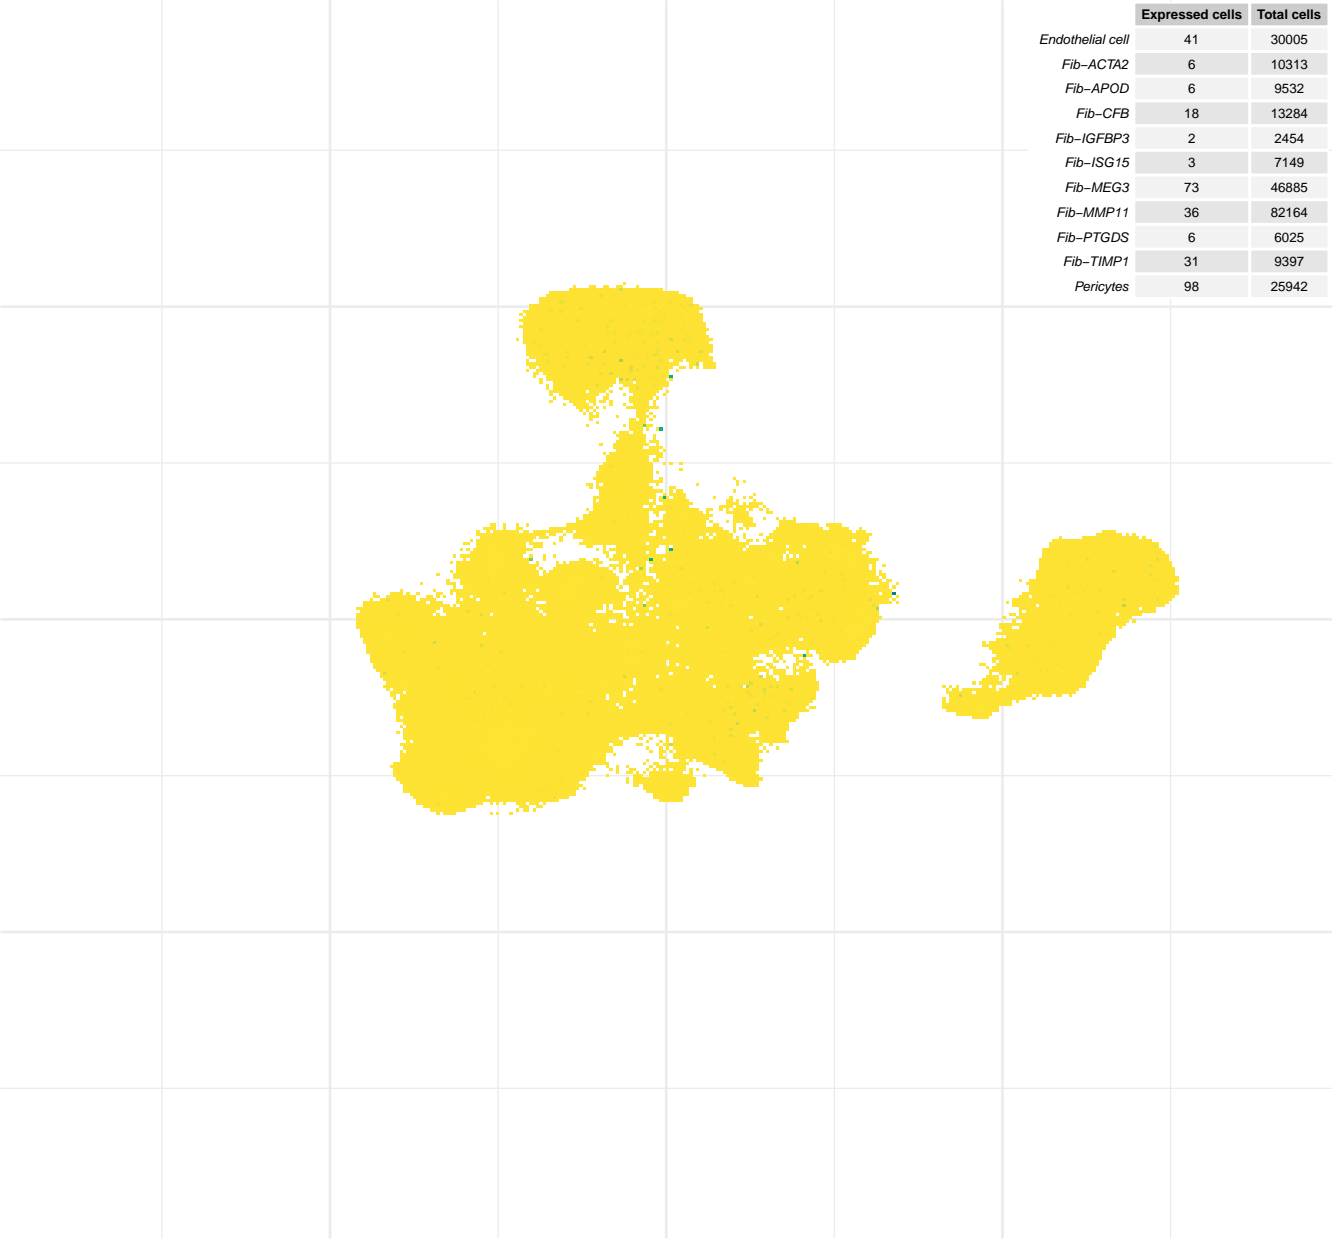 Expressed cells Total cells
Endothelial cell 41 30005
Fib−ACTA2 6 10313
Fib−APOD 6 9532
Fib−CFB 18 13284
Fib−IGFBP3 2 2454
Fib−ISG15 3 7149
Fib−MEG3 73 46885
Fib−MMP11 36 82164
Fib−PTGDS 6 6025
Fib−TIMP1 31 9397
Pericytes 98 25942